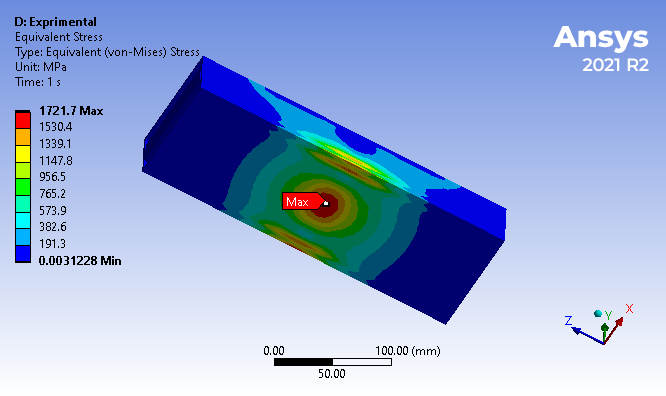 D: Exprimental
Equivalent Stress
Type: Equivalent (von-Mises) Stress
Unit: MPa
Time: 1 s
Ansys
2021 R2
1721.7 Max
1530.4
1339.1
1147.8
956.5
765.2
573.9
382.6
191.3
0.0031228 Min
Max
0.00
100.00 (mm)
50.00
Z
Y
X